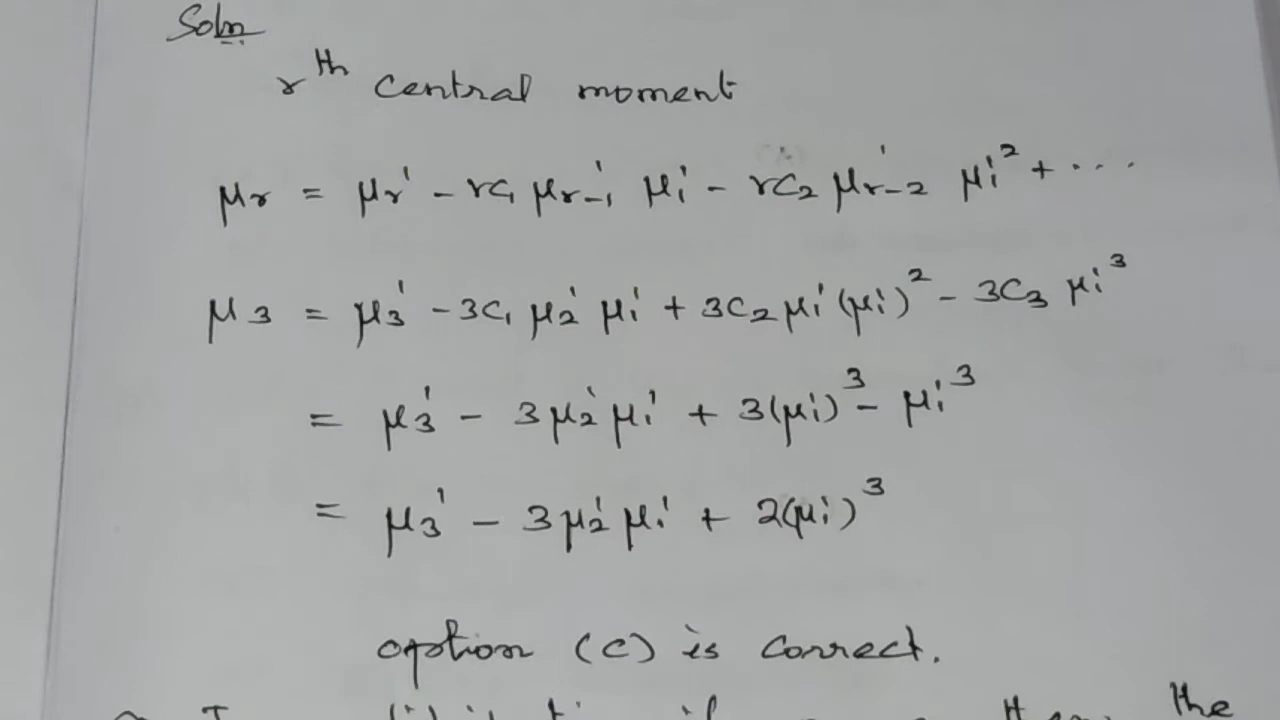 Soln
rth central moment
μr = μr' - rC1 μr-1' μ1' - rC2 μr-2' μ1'² + ...
μ3 = μ3' - 3C1 μ2' μ1' + 3C2 μ1' (μ1')² - 3C3 μ1'³
= μ3' - 3μ2' μ1' + 3(μ1')³ - μ1'³
= μ3' - 3μ2' μ1' + 2(μ1')³
option (C) is correct.
the